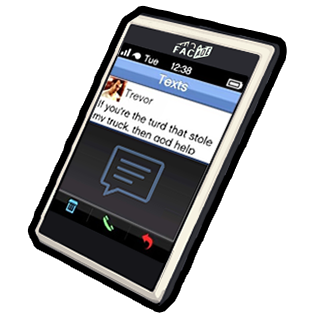 FACADE
Tue
12:38
Texts
Trevor
If you're the turd that stole
my truck, then god help